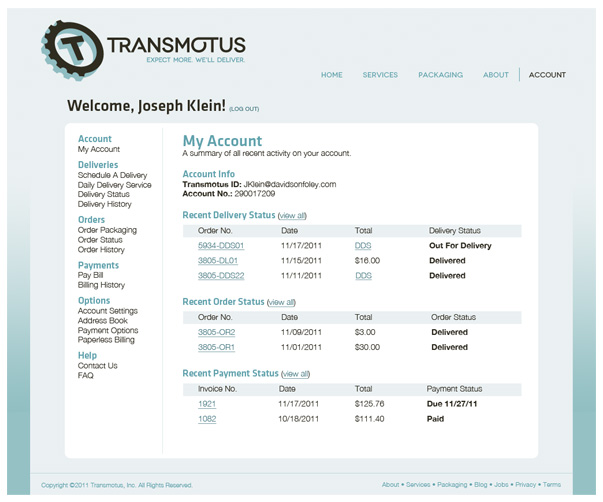 TRANSMOTUS
EXPECT MORE. WE'LL DELIVER.
HOME SERVICES PACKAGING ABOUT ACCOUNT
Welcome, Joseph Klein! (LOG OUT)
Account
My Account
Deliveries
Schedule A Delivery
Daily Delivery Service
Delivery Status
Delivery History
Orders
Order Packaging
Order Status
Order History
Payments
Pay Bill
Billing History
Options
Account Settings
Address Book
Payment Options
Paperless Billing
Help
Contact Us
FAQ
My Account
A summary of all recent activity on your account.
Account Info
Transmotus ID: JKlein@davidsonfoley.com
Account No.: 290017209
Recent Delivery Status (view all)
Order No. Date Total Delivery Status
5934-DDS01 11/17/2011 DDS Out For Delivery
3805-DL01 11/15/2011 $16.00 Delivered
3805-DDS22 11/11/2011 DDS Delivered
Recent Order Status (view all)
Order No. Date Total Order Status
3805-OR2 11/09/2011 $3.00 Delivered
3805-OR1 11/01/2011 $30.00 Delivered
Recent Payment Status (view all)
Invoice No. Date Total Payment Status
1921 11/17/2011 $125.76 Due 11/27/11
1082 10/18/2011 $111.40 Paid
Copyright ©2011 Transmotus, Inc. All Rights Reserved.
About • Services • Packaging • Blog • Jobs • Privacy • Terms